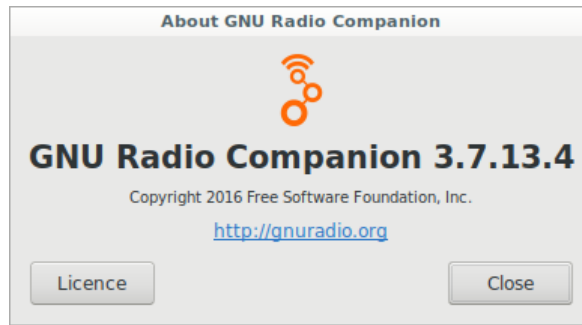 About GNU Radio Companion
GNU Radio Companion 3.7.13.4
Copyright 2016 Free Software Foundation, Inc.
http://gnuradio.org
Licence
Close